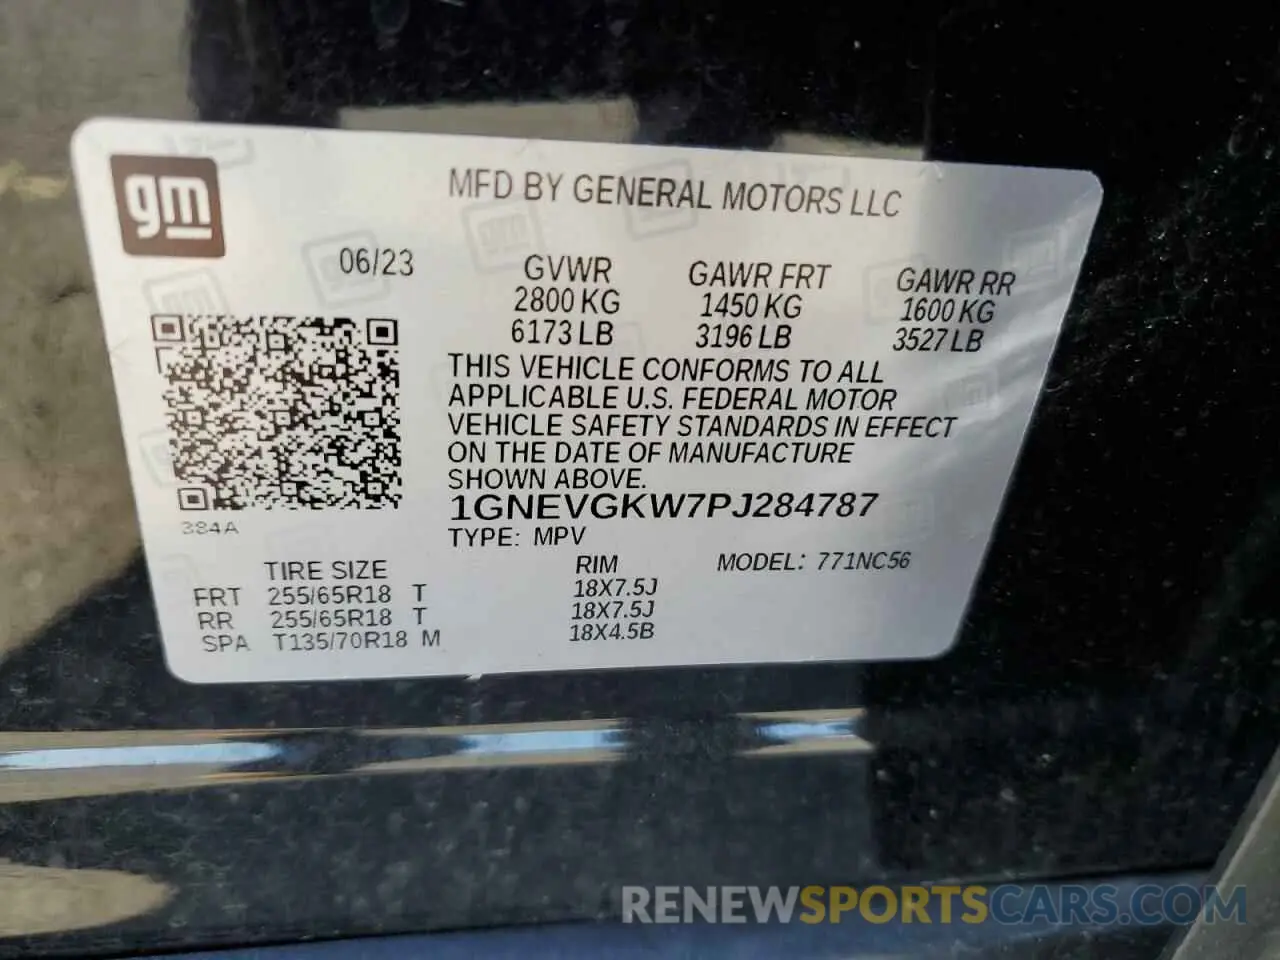 gm
MFD BY GENERAL MOTORS LLC
06/23
GVWR GAWR FRT GAWR RR
2800 KG 1450 KG 1600 KG
6173 LB 3196 LB 3527 LB
THIS VEHICLE CONFORMS TO ALL
APPLICABLE U.S. FEDERAL MOTOR
VEHICLE SAFETY STANDARDS IN EFFECT
ON THE DATE OF MANUFACTURE
SHOWN ABOVE.
1GNEVGKW7PJ284787
384A
TYPE: MPV
TIRE SIZE RIM MODEL: 771NC56
FRT 255/65R18 T 18X7.5J
RR 255/65R18 T 18X7.5J
SPA T135/70R18 M 18X4.5B
RENEWSPORTSCARS.COM